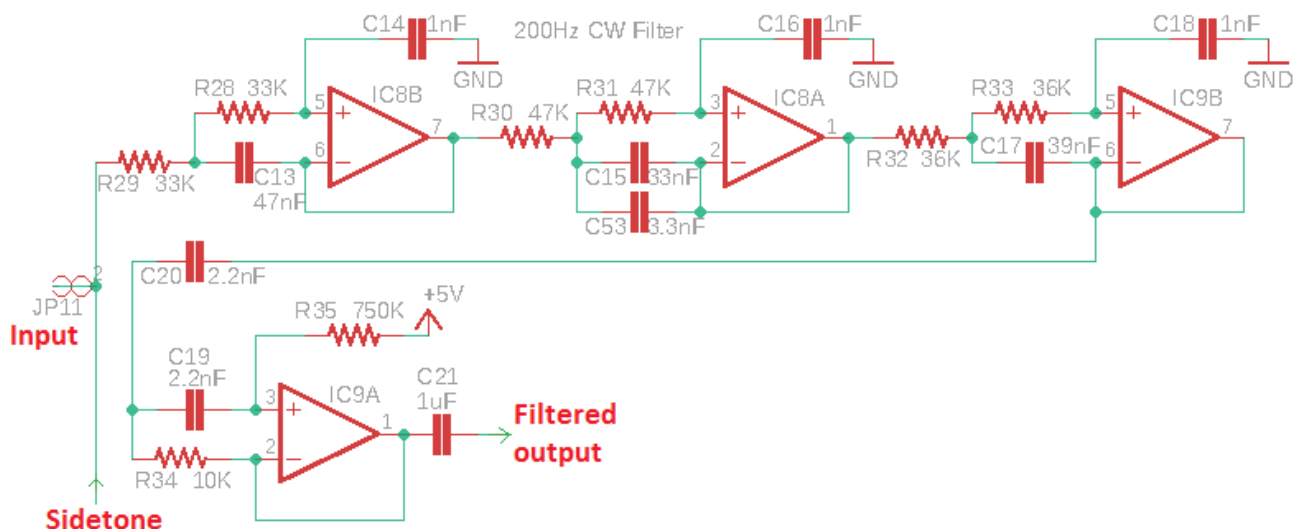 C14 1nF
200Hz CW Filter
C16 1nF
C18 1nF
GND
GND
GND
R28 33K
5
IC8B
7
6
R29 33K
C13
47nF
R30 47K
R31 47K
3
IC8A
1
2
C15 33nF
C53 3.3nF
R32 36K
R33 36K
5
IC9B
7
6
C17 39nF
C20 2.2nF
2
JP11
Input
R35 750K
+5V
C19
2.2nF
3
IC9A
1
2
C21
1uF
R34 10K
Filtered
output
Sidetone